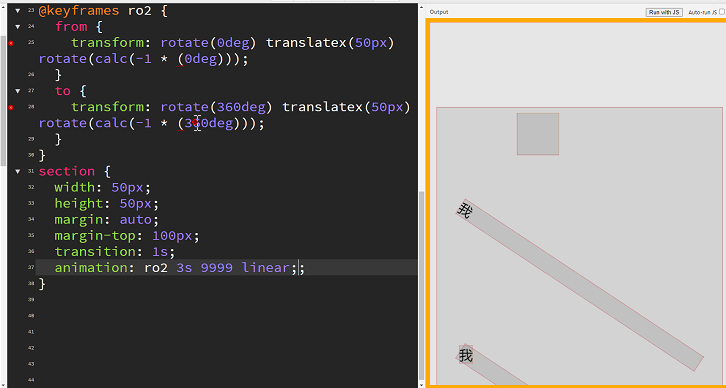 23 @keyframes ro2 {
24 from {
25 transform: rotate(0deg) translatex(50px)
rotate(calc(-1 * (0deg)));
26 }
27 to {
28 transform: rotate(360deg) translatex(50px)
rotate(calc(-1 * (360deg)));
29 }
30 }
31 section {
32 width: 50px;
33 height: 50px;
34 margin: auto;
35 margin-top: 100px;
36 transition: 1s;
37 animation: ro2 3s 9999 linear;;
38 }
39
40
41
42
43
44
Output
Run with JS
Auto-run JS
我
我